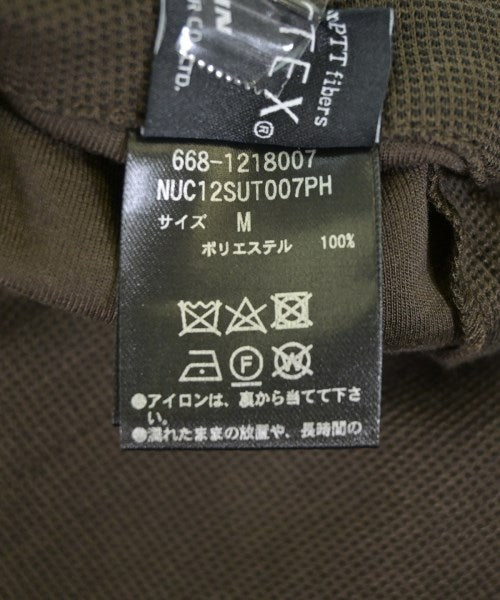 TEX®
PTT fibers
LTD.
668-1218007
NUC12SUT007PH
サイズ M
ポリエステル 100%
F
W
●アイロンは、裏から当てて下さ
い。
●濡れたままの放置や、長時間の